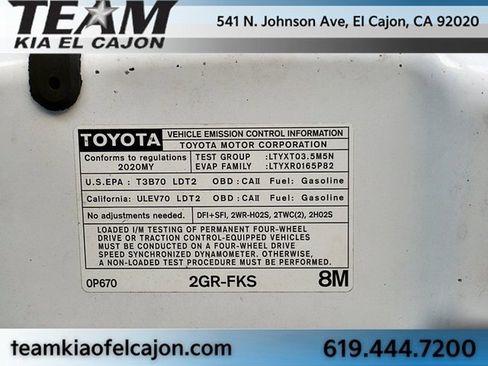 TEAM
KIA EL CAJON
541 N. Johnson Ave, El Cajon, CA 92020
TOYOTA
VEHICLE EMISSION CONTROL INFORMATION
TOYOTA MOTOR CORPORATION
Conforms to regulations
2020MY
TEST GROUP :LTYXT03.5M5N
EVAP FAMILY :LTYXR0165P82
U.S.EPA : T3B70 LDT2 OBD : CAII Fuel: Gasoline
California: ULEV70 LDT2 OBD : CAII Fuel: Gasoline
No adjustments needed.
DFI+SFI, 2WR-HO2S, 2TWC(2), 2HO2S
LOADED I/M TESTING OF PERMANENT FOUR-WHEEL
DRIVE OR TRACTION CONTROL-EQUIPPED VEHICLES
MUST BE CONDUCTED ON A FOUR-WHEEL DRIVE
SPEED SYNCHRONIZED DYNAMOMETER. OTHERWISE,
A NON-LOADED TEST PROCEDURE MUST BE PERFORMED.
0P670 2GR-FKS 8M
teamkiaofelcajon.com
619.444.7200